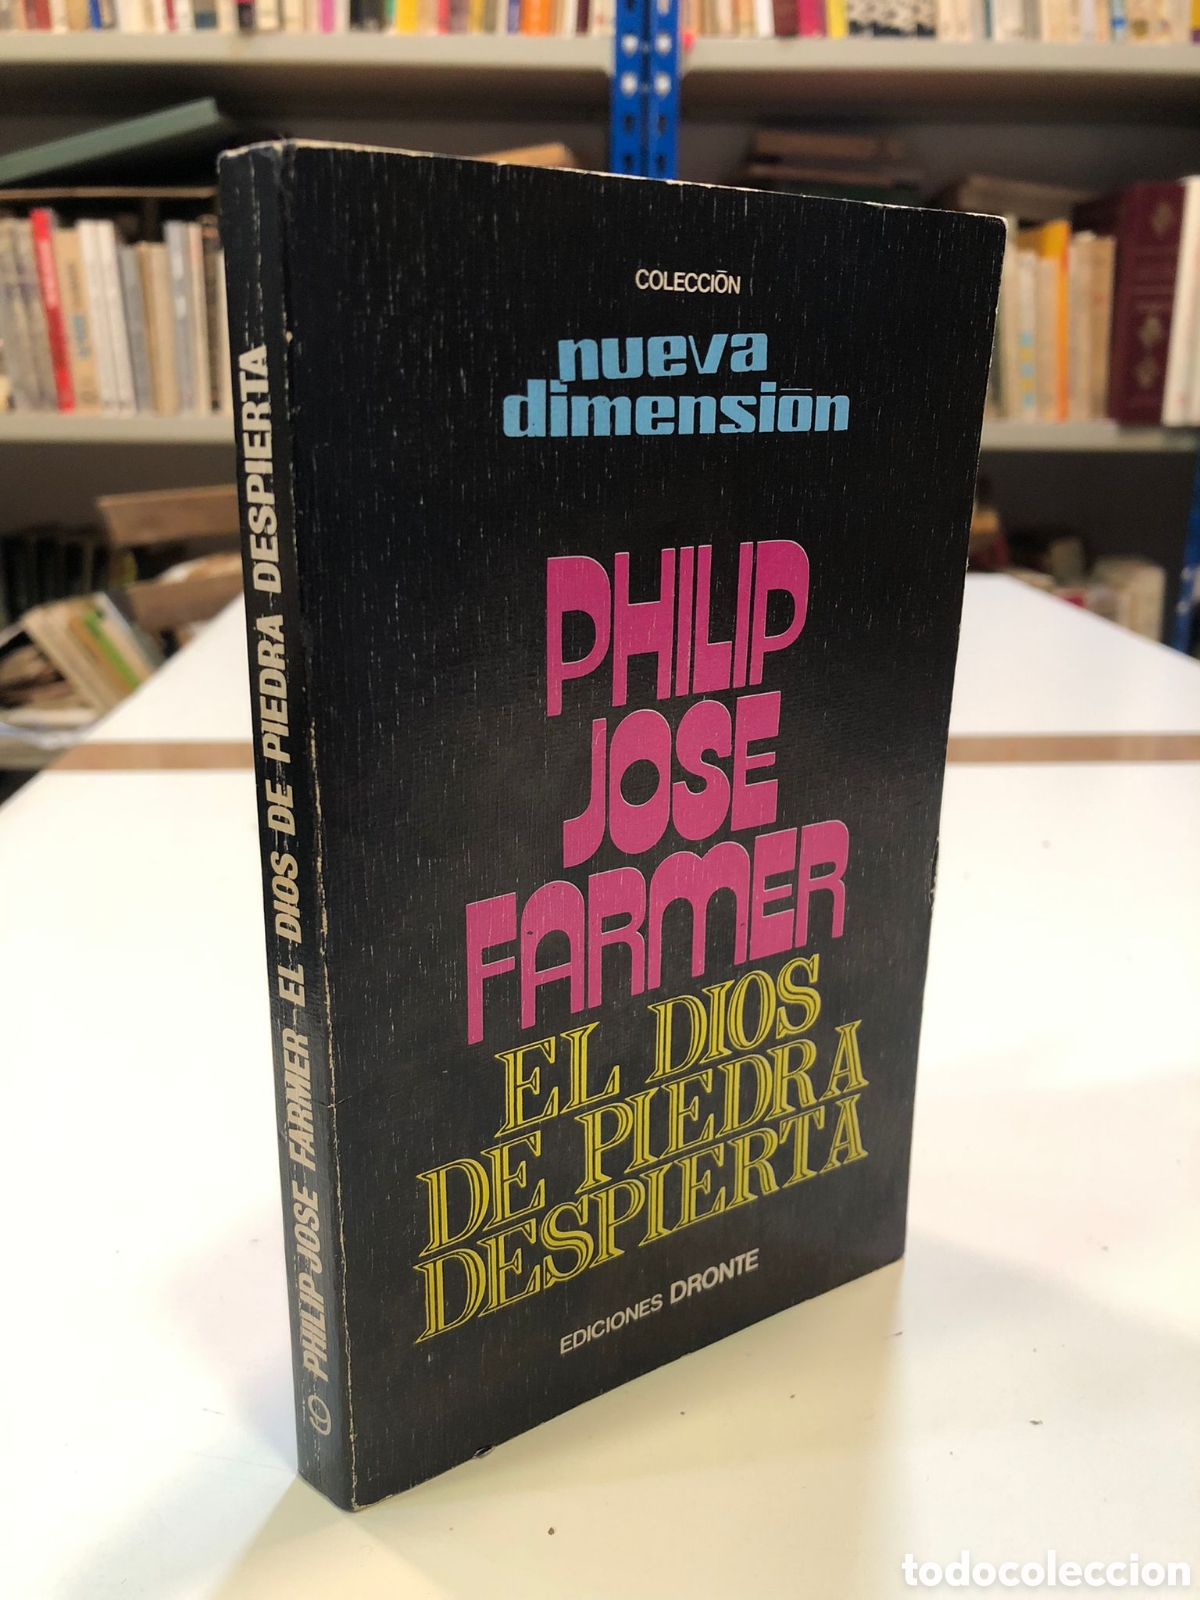 COLECCIÓN
nueva
dimensión
PHILIP
JOSE
FARMER
EL DIOS
DE PIEDRA
DESPIERTA
EDICIONES DRONTE
PHILIP JOSE FARMER-EL DIOS DE PIEDRA DESPIERTA
todocoleccion